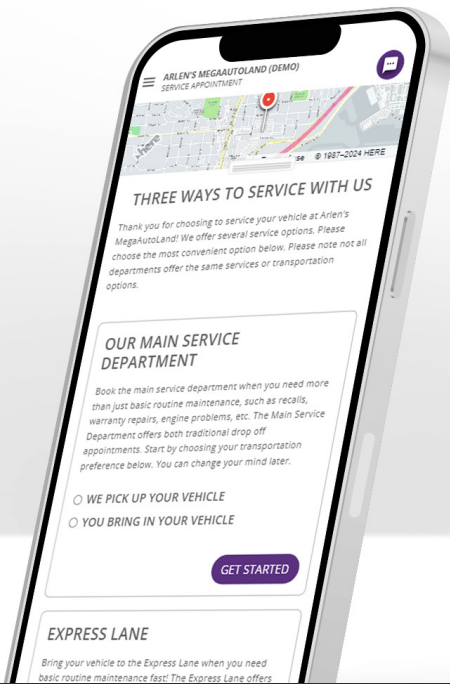 ARLEN'S MEGAAUTOLAND (DEMO)
SERVICE APPOINTMENT
here
© 1987–2024 HERE
THREE WAYS TO SERVICE WITH US
Thank you for choosing to service your vehicle at Arlen's
MegaAutoLand! We offer several service options. Please
choose the most convenient option below. Please note not all
departments offer the same services or transportation
options.
OUR MAIN SERVICE
DEPARTMENT
Book the main service department when you need more
than just basic routine maintenance, such as recalls,
warranty repairs, engine problems, etc. The Main Service
Department offers both traditional drop off
appointments. Start by choosing your transportation
preference below. You can change your mind later.
WE PICK UP YOUR VEHICLE
YOU BRING IN YOUR VEHICLE
GET STARTED
EXPRESS LANE
Bring your vehicle to the Express Lane when you need
basic routine maintenance fast! The Express Lane offers